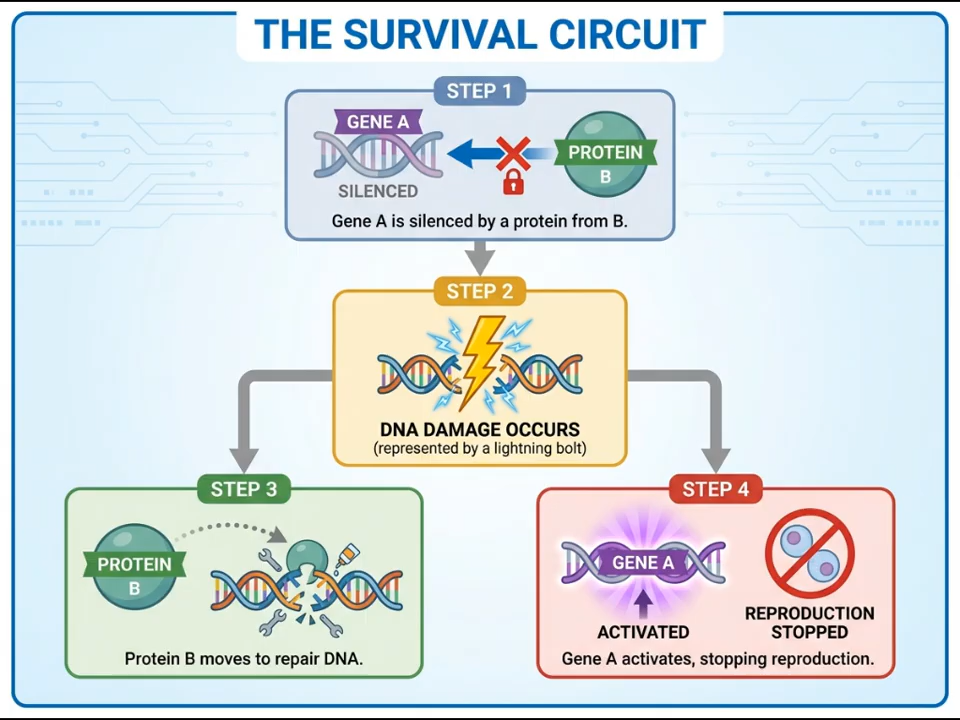 THE SURVIVAL CIRCUIT
STEP 1
GENE A
SILENCED
PROTEIN
B
Gene A is silenced by a protein from B.
STEP 2
DNA DAMAGE OCCURS
(represented by a lightning bolt)
STEP 3
PROTEIN
B
Protein B moves to repair DNA.
STEP 4
GENE A
ACTIVATED
REPRODUCTION
STOPPED
Gene A activates, stopping reproduction.